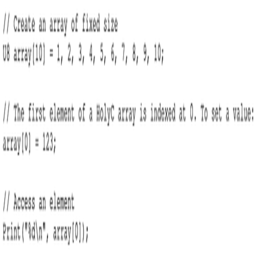 // Create an array of fixed size
U8 array[10] = 1, 2, 3, 4, 5, 6, 7, 8, 9, 10;
// The first element of a HolyC array is indexed at 0. To set a value:
array[0] = 123;
// Access an element
Print("%d\n", array[0]);